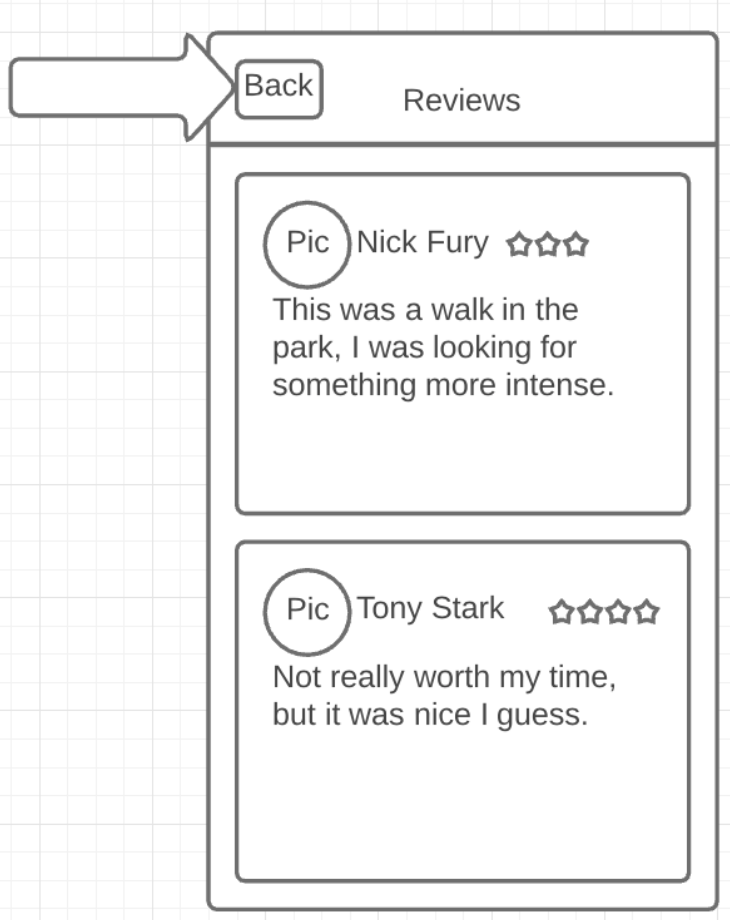 Back
Reviews
Pic Nick Fury
This was a walk in the
park, I was looking for
something more intense.
Pic Tony Stark
Not really worth my time,
but it was nice I guess.